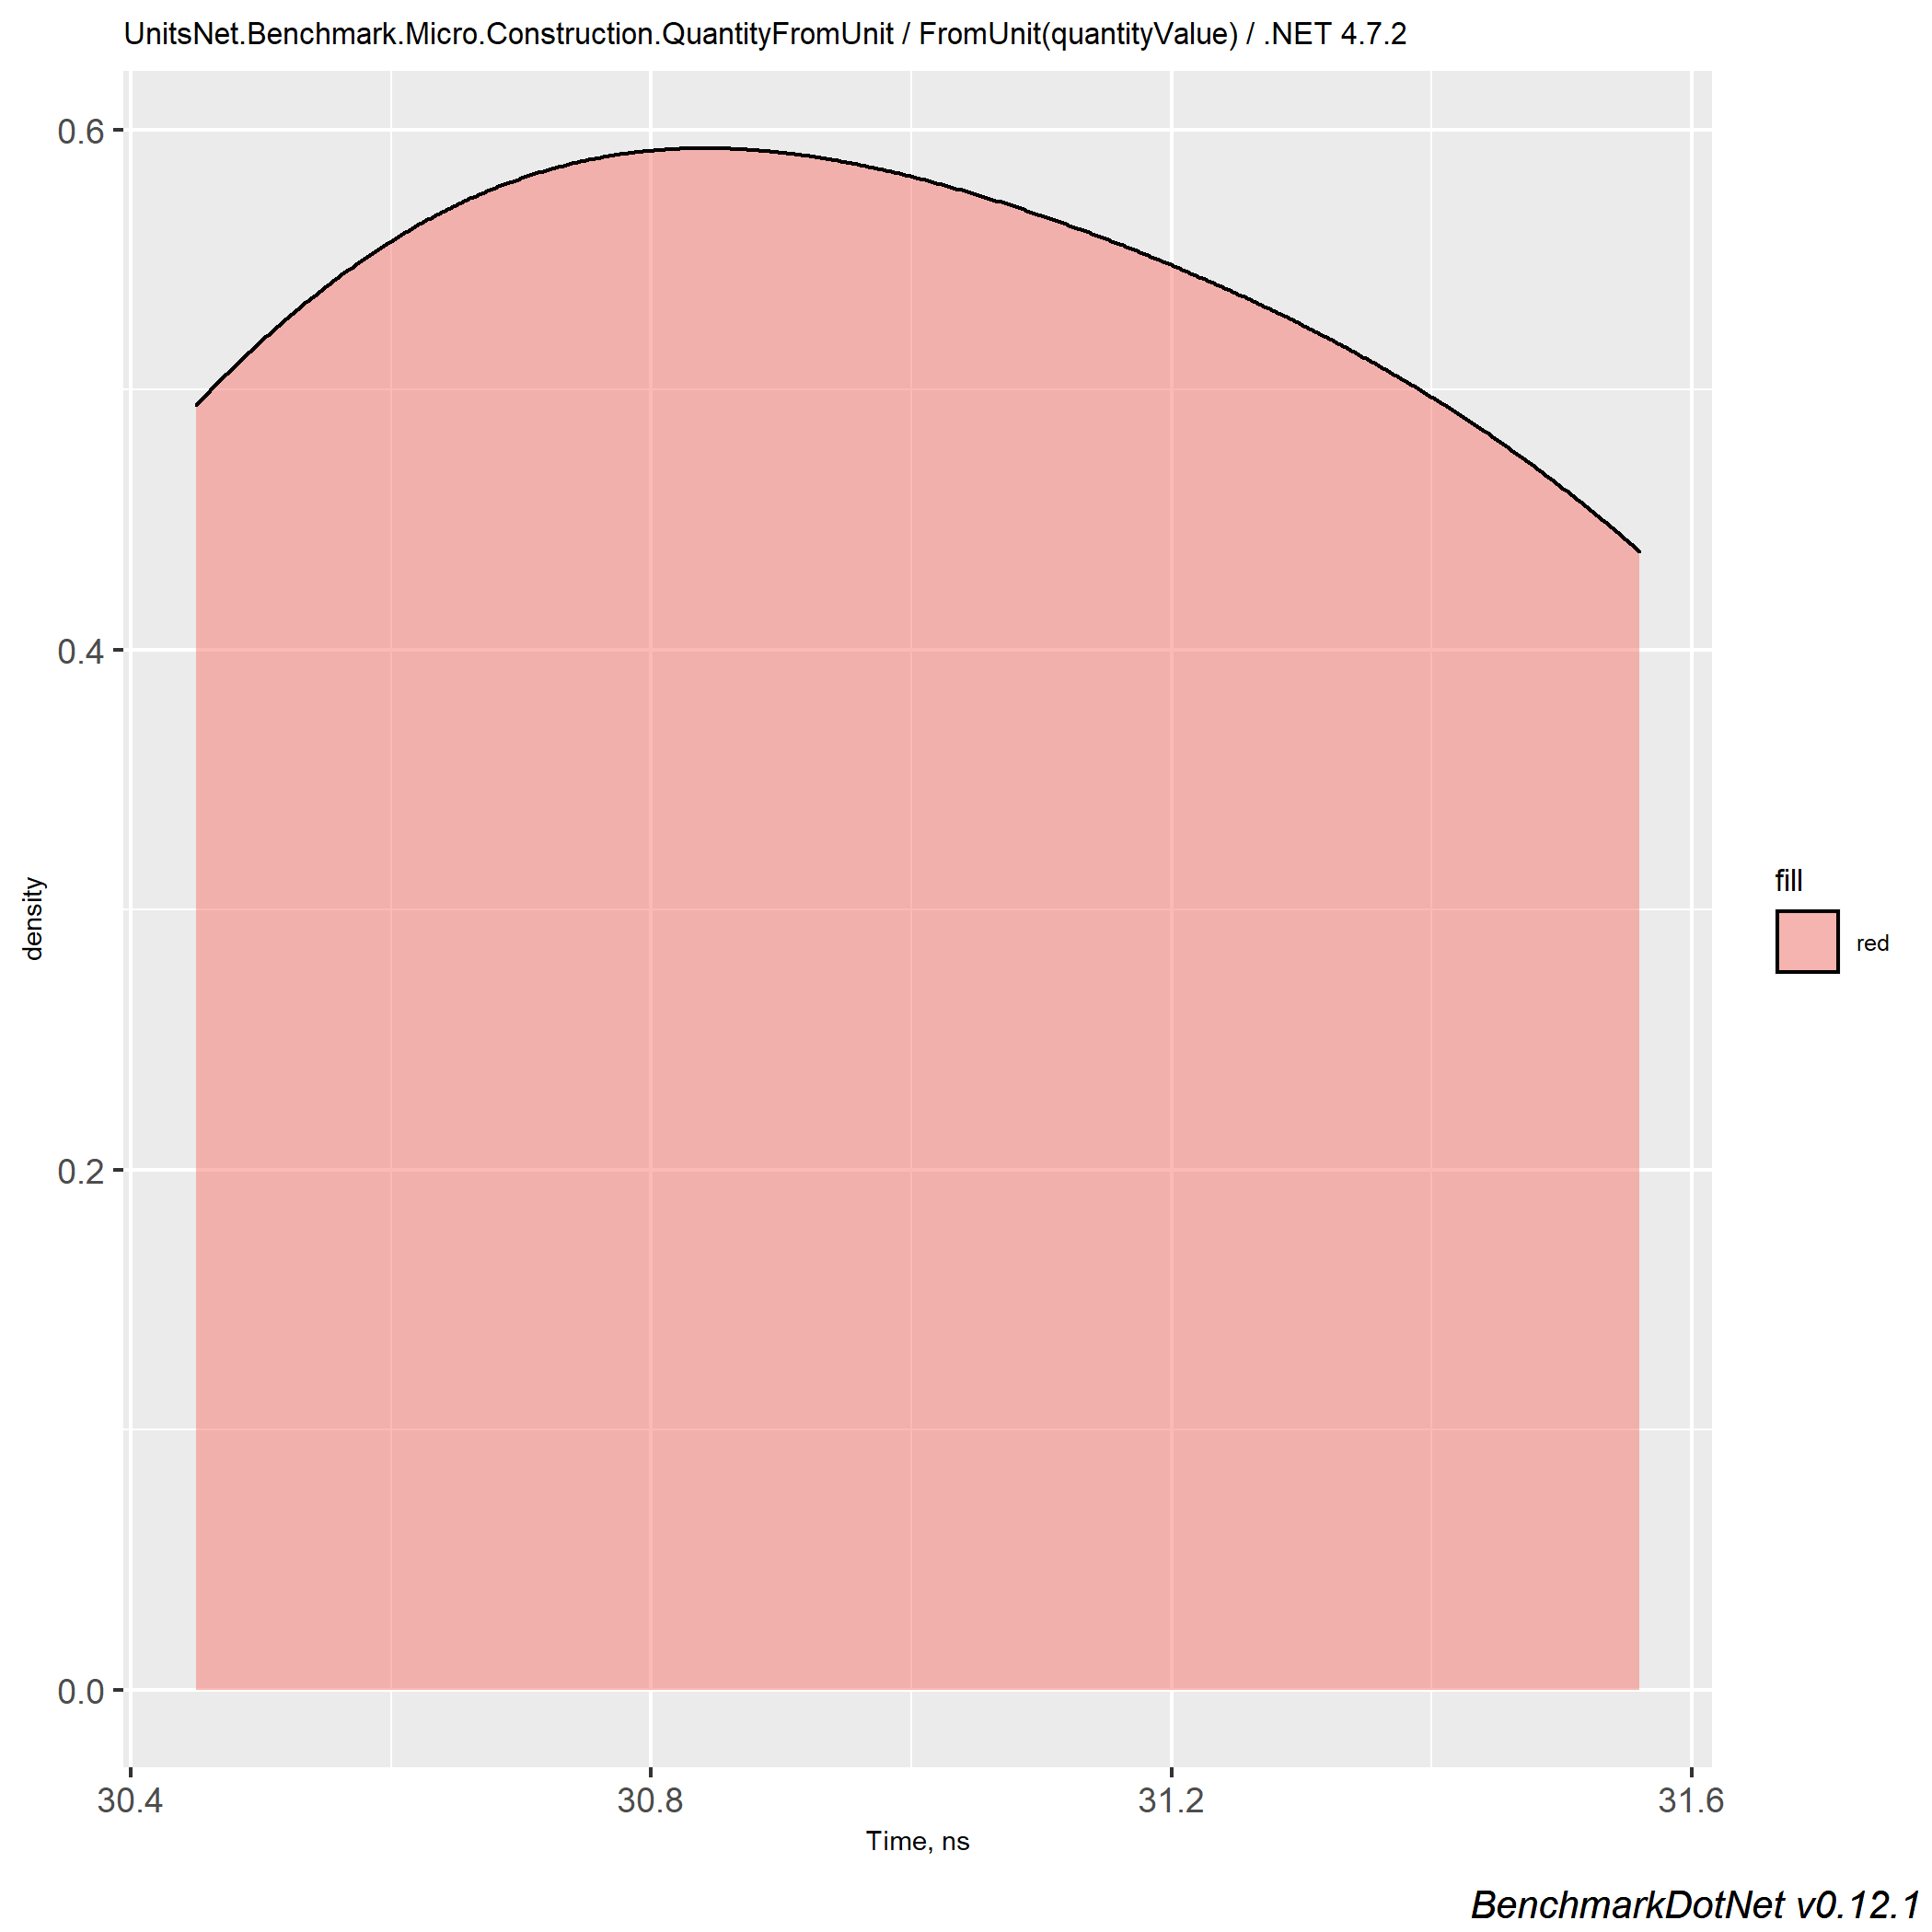 UnitsNet.Benchmark.Micro.Construction.QuantityFromUnit / FromUnit(quantityValue) / .NET 4.7.2
0.6
0.4
0.2
0.0
density
30.4 30.8 31.2 31.6
Time, ns
fill
red
BenchmarkDotNet v0.12.1